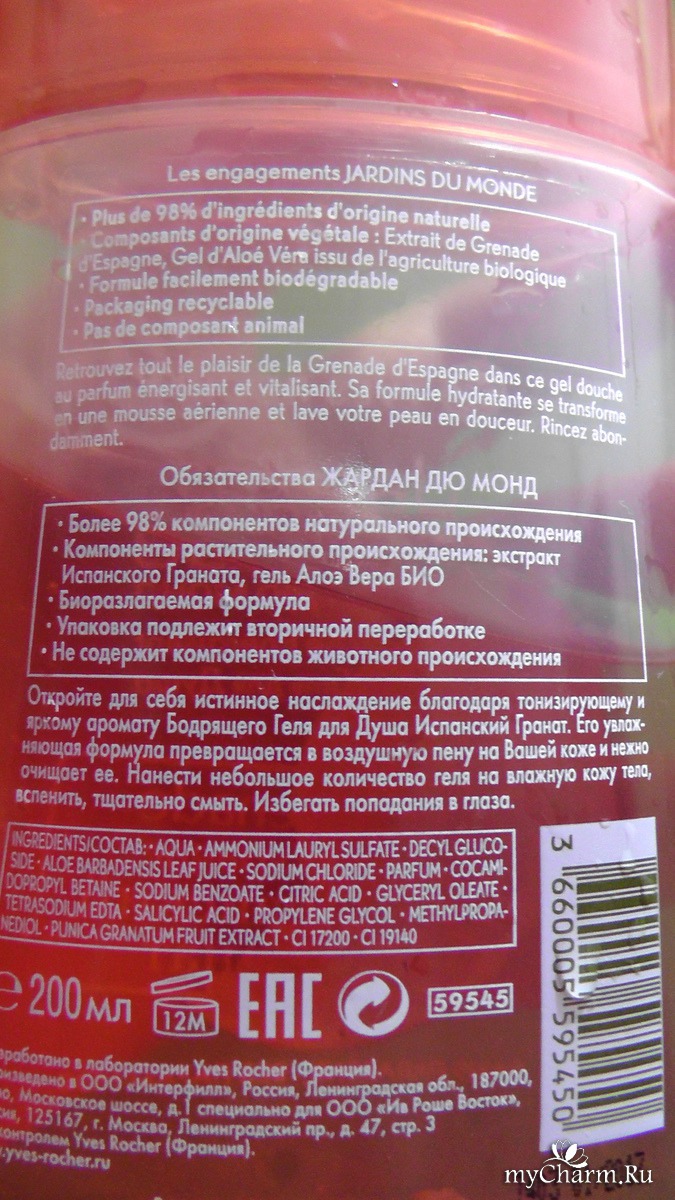 Les engagements JARDINS DU MONDE
• Plus de 98% d'ingrédients d'origine naturelle
• Composants d'origine végétale : Extrait de Grenade
d'Espagne, Gel d'Aloé Véra issu de l'agriculture biologique
• Formule facilement biodégradable
• Packaging recyclable
• Pas de composant animal
Retrouvez tout le plaisir de la Grenade d'Espagne dans ce gel douche
au parfum énergisant et vitalisant. Sa formule hydratante se transforme
en une mousse aérienne et lave votre peau en douceur. Rincez abon-
damment.
Обязательства ЖАРДАН ДЮ МОНД
• Более 98% компонентов натурального происхождения
• Компоненты растительного происхождения: экстракт
Испанского Граната, гель Алоэ Вера БИО
• Биоразлагаемая формула
• Упаковка подлежит вторичной переработке
• Не содержит компонентов животного происхождения
Откройте для себя истинное наслаждение благодаря тонизирующему и
яркому аромату Бодрящего Геля для Душа Испанский Гранат. Его увлаж-
няющая формула превращается в воздушную пену на Вашей коже и нежно
очищает ее. Нанести небольшое количество геля на влажную кожу тела,
вспенить, тщательно смыть. Избегать попадания в глаза.
INGREDIENTS/СОСТАВ: • AQUA • AMMONIUM LAURYL SULFATE • DECYL GLUCO-
SIDE • ALOE BARBADENSIS LEAF JUICE • SODIUM CHLORIDE • PARFUM • COCAMI-
DOPROPYL BETAINE • SODIUM BENZOATE • CITRIC ACID • GLYCERYL OLEATE •
TETRASODIUM EDTA • SALICYLIC ACID • PROPYLENE GLYCOL • METHYLPROPA-
NEDIOL • PUNICA GRANATUM FRUIT EXTRACT • CI 17200 • CI 19140
3 660005 595450
e 200 мл
12M
EAC
59545
азработано в лаборатории Yves Rocher (Франция).
оизведено в ООО «Интерфилл», Россия, Ленинградская обл., 187000,
о, Московское шоссе, д.1 специально для ООО «Ив Роше Восток»,
сия, 125167, г. Москва, Ленинградский пр., д. 47, стр. 3
контролем Yves Rocher (Франция).
.yves-rocher.ru
myCharm.Ru